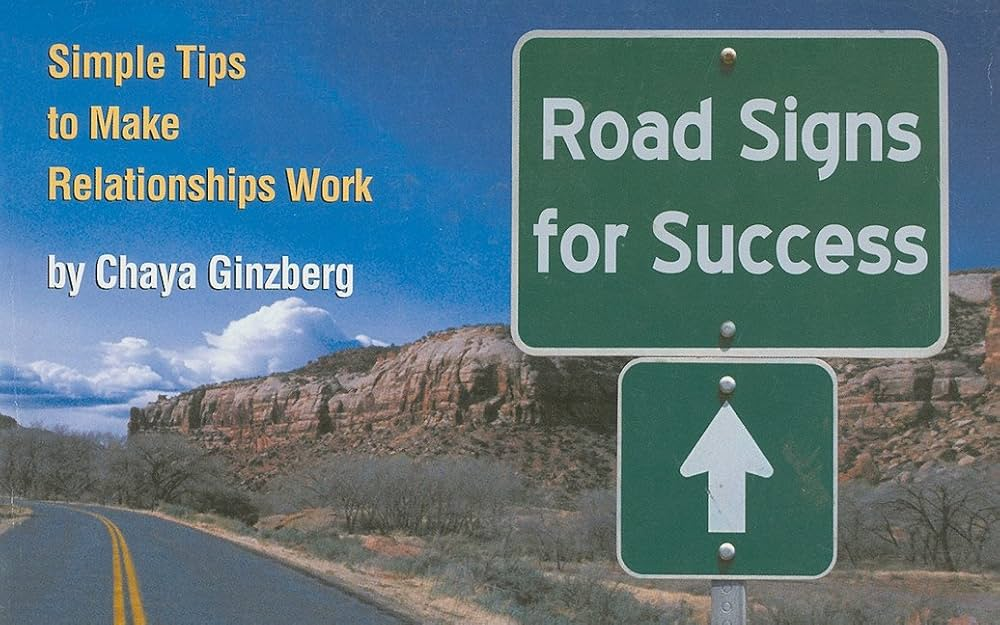 Simple Tips
to Make
Relationships Work
by Chaya Ginzberg
Road Signs
for Success